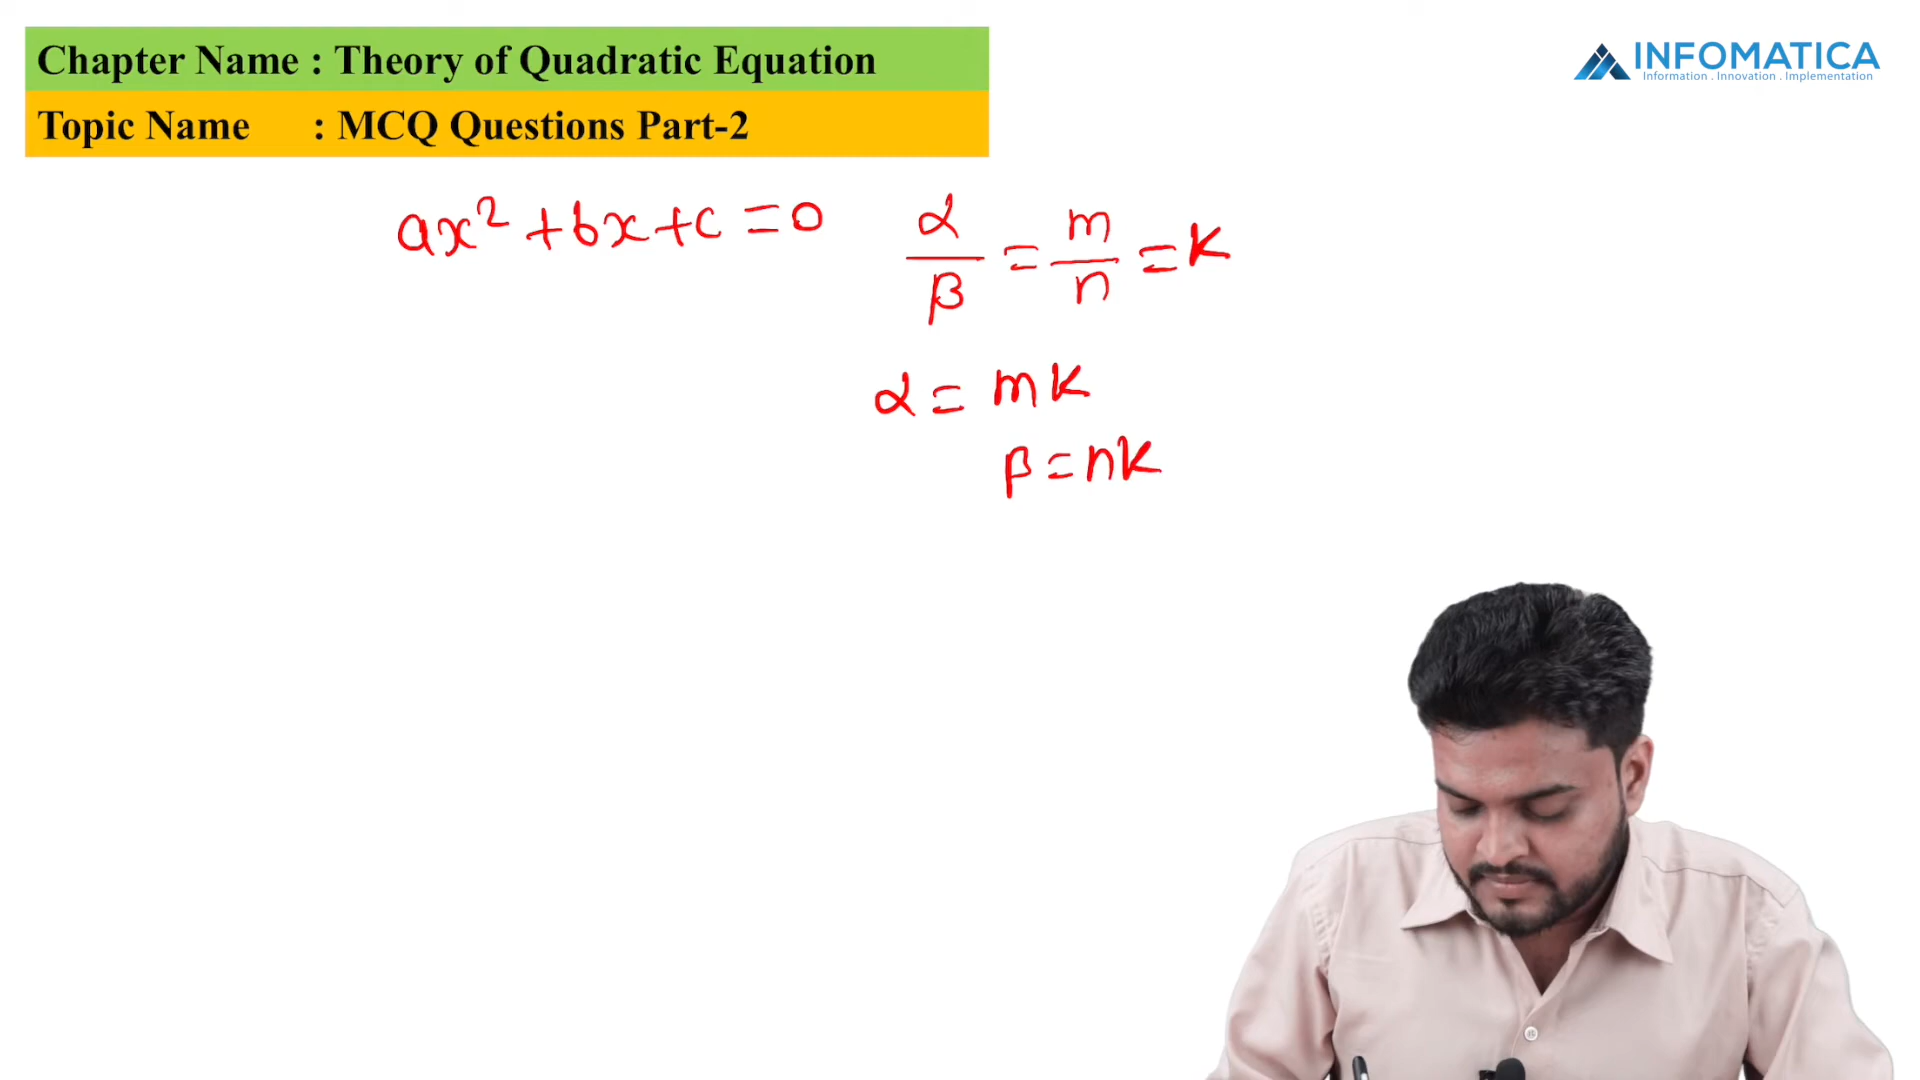 Chapter Name : Theory of Quadratic Equation
Topic Name : MCQ Questions Part-2
INFOMATICA
Information . Innovation . Implementation
ax² + bx + c = 0
α/β = m/n = k
α = mk
β = nk